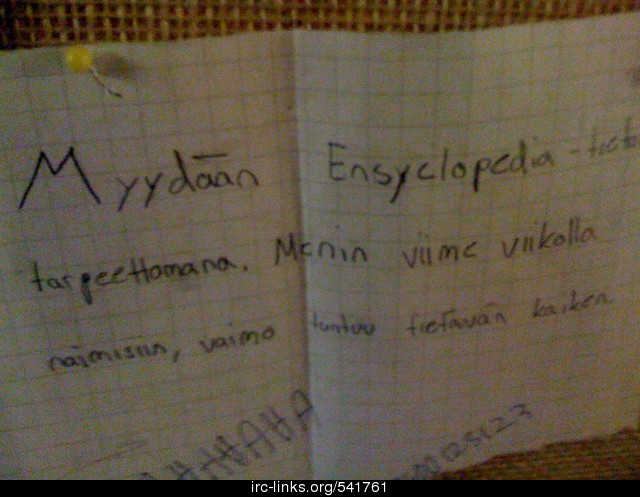 Myydään Ensyclopedia -
tarpeettomana. Menin viime viikolla
naimisiin, vaimo tuntuu tietävän kaiken.
irc-links.org/541761